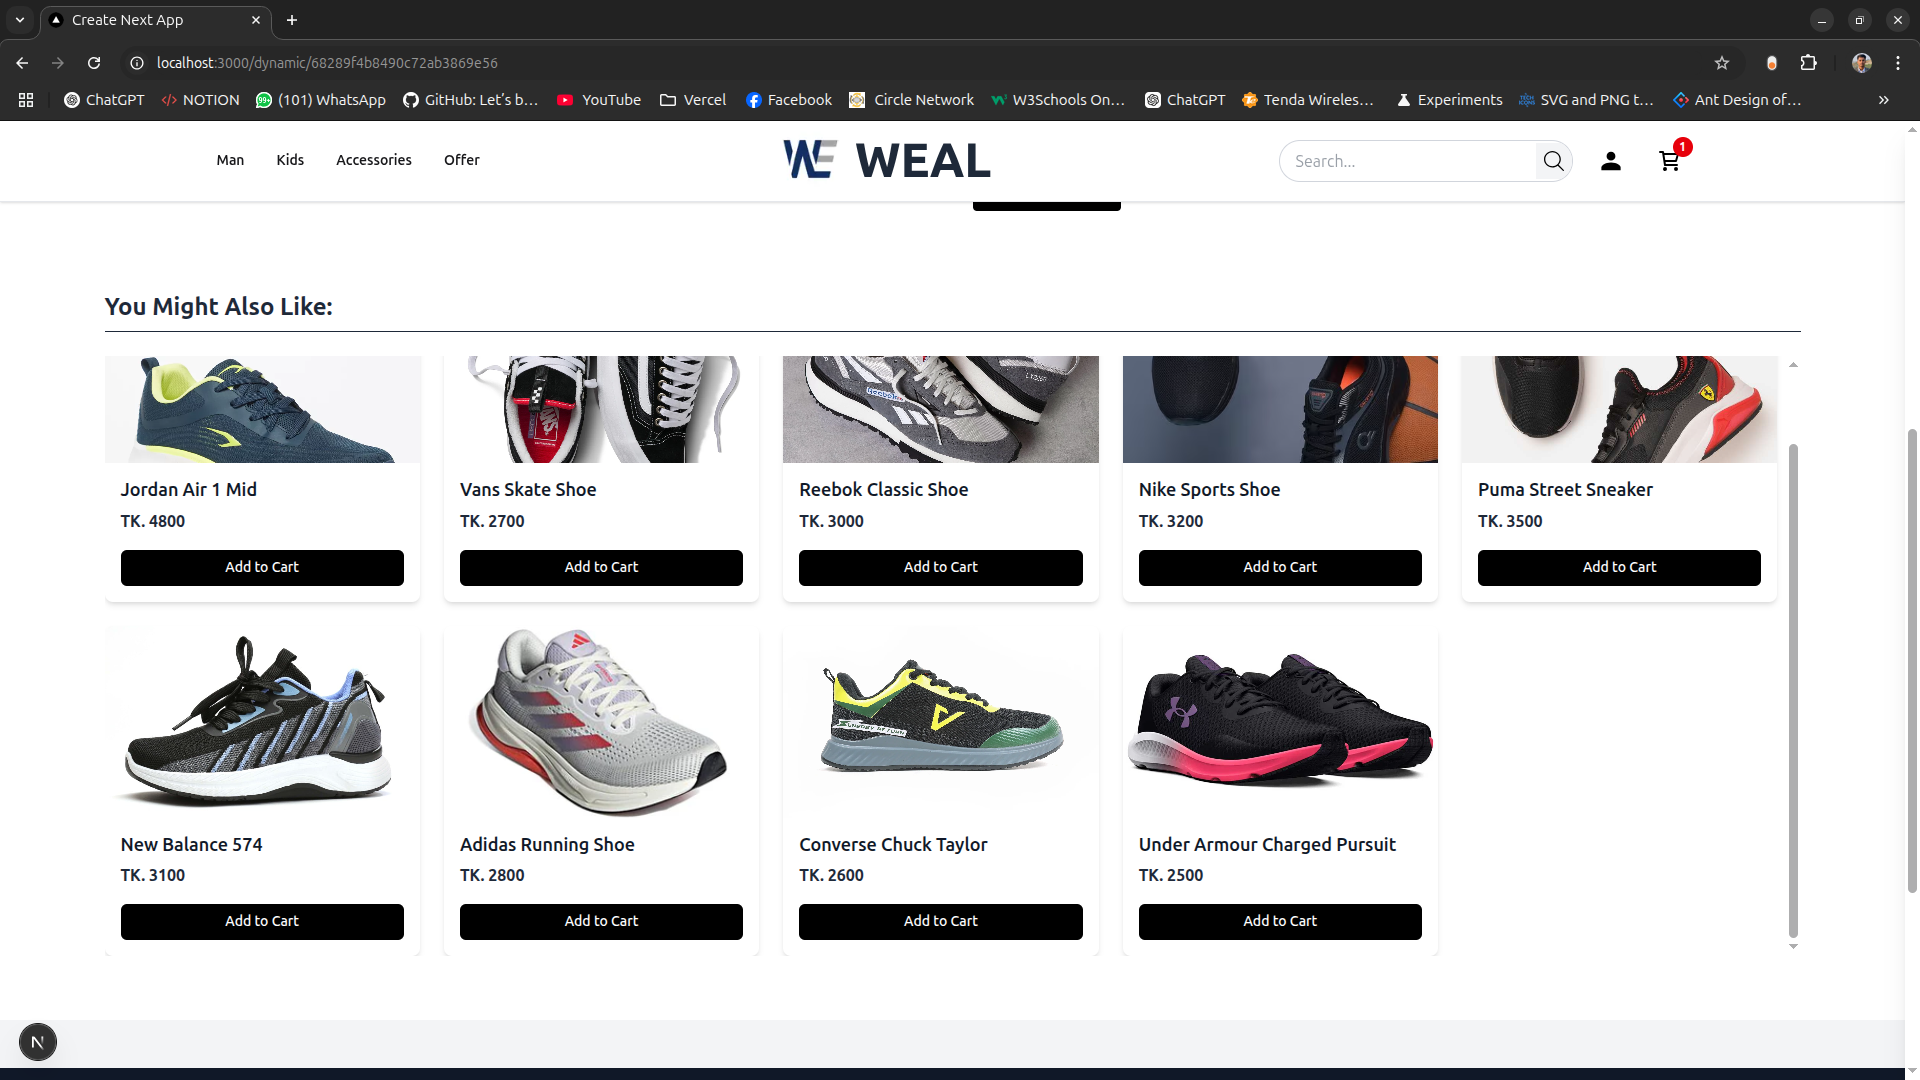 Create Next App
localhost:3000/dynamic/68289f4b8490c72ab3869e56
ChatGPT
NOTION
99+
(101) WhatsApp
GitHub: Let's b...
YouTube
Vercel
Facebook
Circle Network
W3Schools On...
ChatGPT
Tenda Wireles...
Experiments
SVG and PNG t...
Ant Design of...
Man
Kids
Accessories
Offer
WE WEAL
Search...
1
You Might Also Like:
Jordan Air 1 Mid
TK. 4800
Add to Cart
Vans Skate Shoe
TK. 2700
Add to Cart
Reebok Classic Shoe
TK. 3000
Add to Cart
Nike Sports Shoe
TK. 3200
Add to Cart
Puma Street Sneaker
TK. 3500
Add to Cart
New Balance 574
TK. 3100
Add to Cart
Adidas Running Shoe
TK. 2800
Add to Cart
Converse Chuck Taylor
TK. 2600
Add to Cart
Under Armour Charged Pursuit
TK. 2500
Add to Cart
N